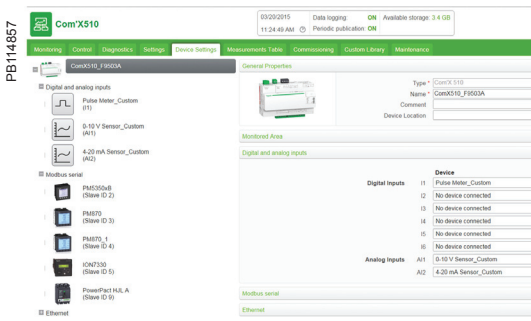 PB114857
Com'X510
03/20/2015
11:24:49 AM
Data logging: ON
Periodic publication: ON
Available storage: 3.4 GB
Monitoring Control Diagnostics Settings Device Settings Measurements Table Commissioning Custom Library Maintenance
ComX510_F9503A
Digital and analog inputs
Pulse Meter_Custom
(I1)
0-10 V Sensor_Custom
(AI1)
4-20 mA Sensor_Custom
(AI2)
Modbus serial
PM5350aB
(Slave ID 2)
PM870
(Slave ID 3)
PM870_1
(Slave ID 4)
ION7330
(Slave ID 5)
PowerPact HJL A
(Slave ID 9)
Ethernet
General Properties
Type * Com'X 510
Name * ComX510_F9503A
Comment
Device Location
Monitored Area
Digital and analog inputs
Device
Digital Inputs I1 Pulse Meter_Custom
I2 No device connected
I3 No device connected
I4 No device connected
I5 No device connected
I6 No device connected
Analog Inputs AI1 0-10 V Sensor_Custom
AI2 4-20 mA Sensor_Custom
Modbus serial
Ethernet